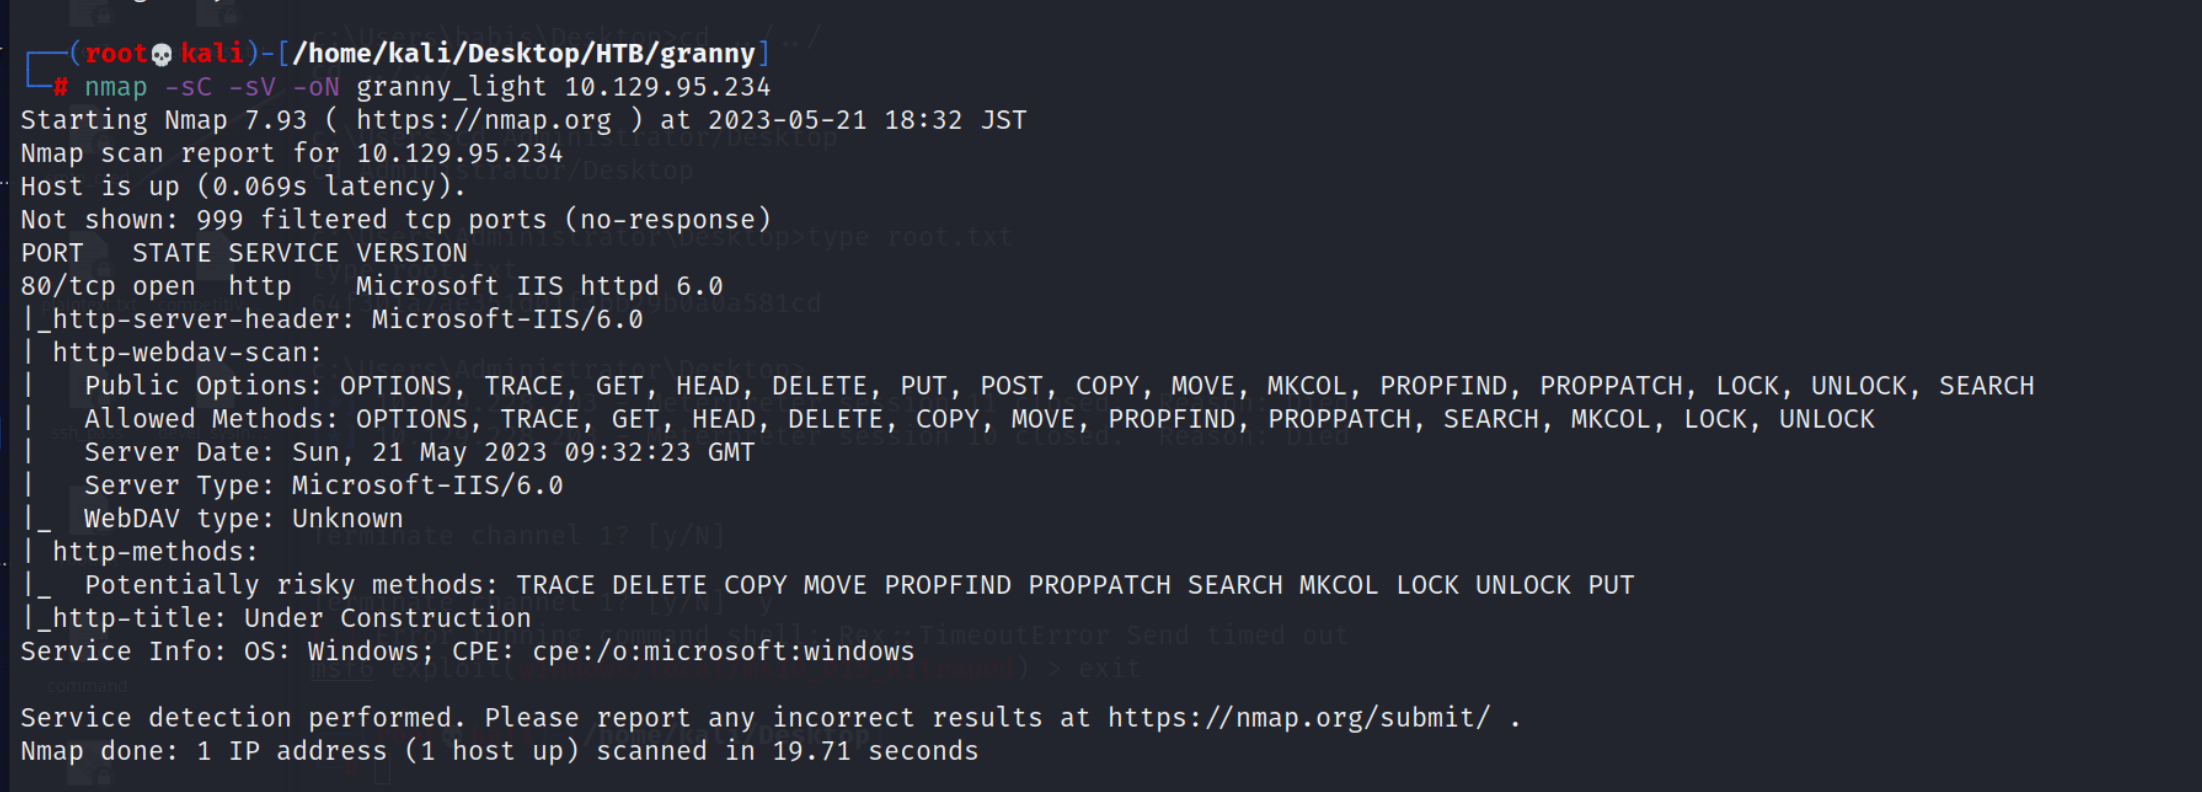 ┌──(root💀kali)-[/home/kali/Desktop/HTB/granny]
└─# nmap -sC -sV -oN granny_light 10.129.95.234
Starting Nmap 7.93 ( https://nmap.org ) at 2023-05-21 18:32 JST
Nmap scan report for 10.129.95.234
Host is up (0.069s latency).
Not shown: 999 filtered tcp ports (no-response)
PORT   STATE SERVICE VERSION
80/tcp open  http    Microsoft IIS httpd 6.0
|_http-server-header: Microsoft-IIS/6.0
| http-webdav-scan:
|   Public Options: OPTIONS, TRACE, GET, HEAD, DELETE, PUT, POST, COPY, MOVE, MKCOL, PROPFIND, PROPPATCH, LOCK, UNLOCK, SEARCH
|   Allowed Methods: OPTIONS, TRACE, GET, HEAD, DELETE, COPY, MOVE, PROPFIND, PROPPATCH, SEARCH, MKCOL, LOCK, UNLOCK
|   Server Date: Sun, 21 May 2023 09:32:23 GMT
|   Server Type: Microsoft-IIS/6.0
|_  WebDAV type: Unknown
| http-methods:
|_  Potentially risky methods: TRACE DELETE COPY MOVE PROPFIND PROPPATCH SEARCH MKCOL LOCK UNLOCK PUT
|_http-title: Under Construction
Service Info: OS: Windows; CPE: cpe:/o:microsoft:windows
Terminate channel 1? [y/N]
command
Service detection performed. Please report any incorrect results at https://nmap.org/submit/ .
Nmap done: 1 IP address (1 host up) scanned in 19.71 seconds